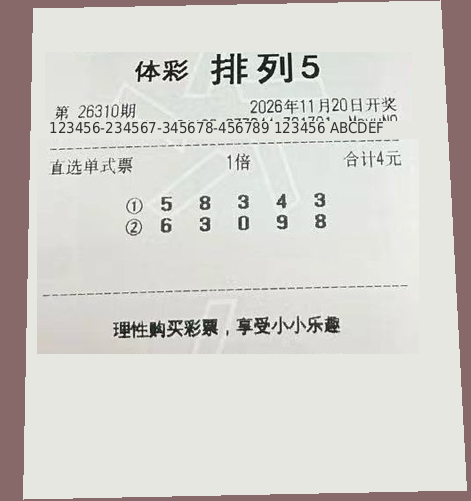 体彩 排列5
第 26310期 2026年11月20日开奖
123456-234567-345678-456789 123456 ABCDEF
直选单式票 1倍 合计4元
① 5 8 3 4 3
② 6 3 0 9 8
理性购买彩票，享受小小乐趣